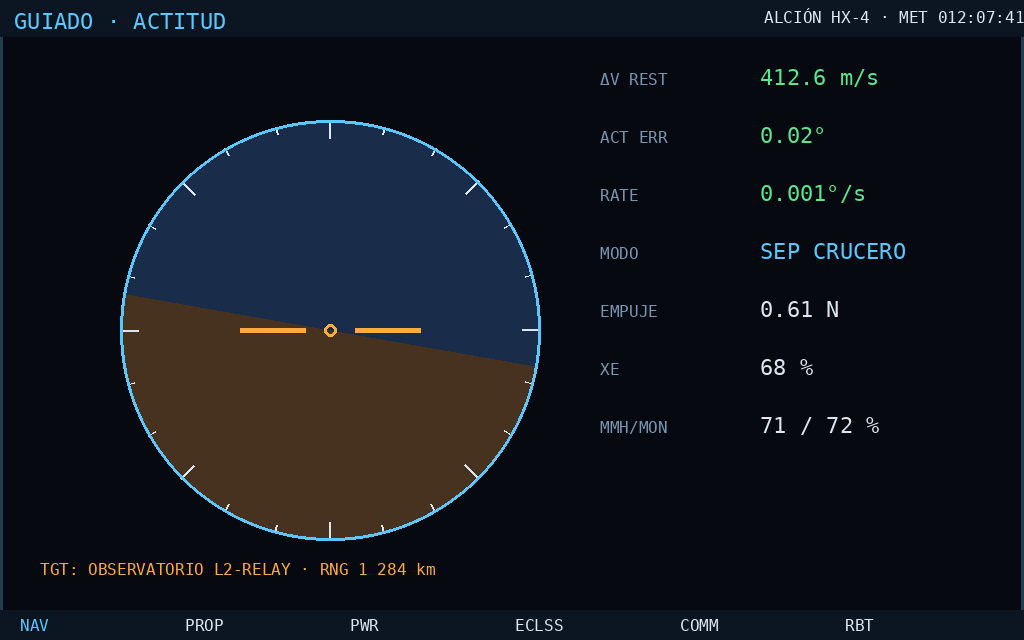 GUIADO · ACTITUD
ALCIÓN HX-4 · MET 012:07:41
ΔV REST 412.6 m/s
ACT ERR 0.02°
RATE 0.001°/s
MODO SEP CRUCERO
EMPUJE 0.61 N
XE 68 %
MMH/MON 71 / 72 %
TGT: OBSERVATORIO L2-RELAY · RNG 1 284 km
NAV PROP PWR ECLSS COMM RBT